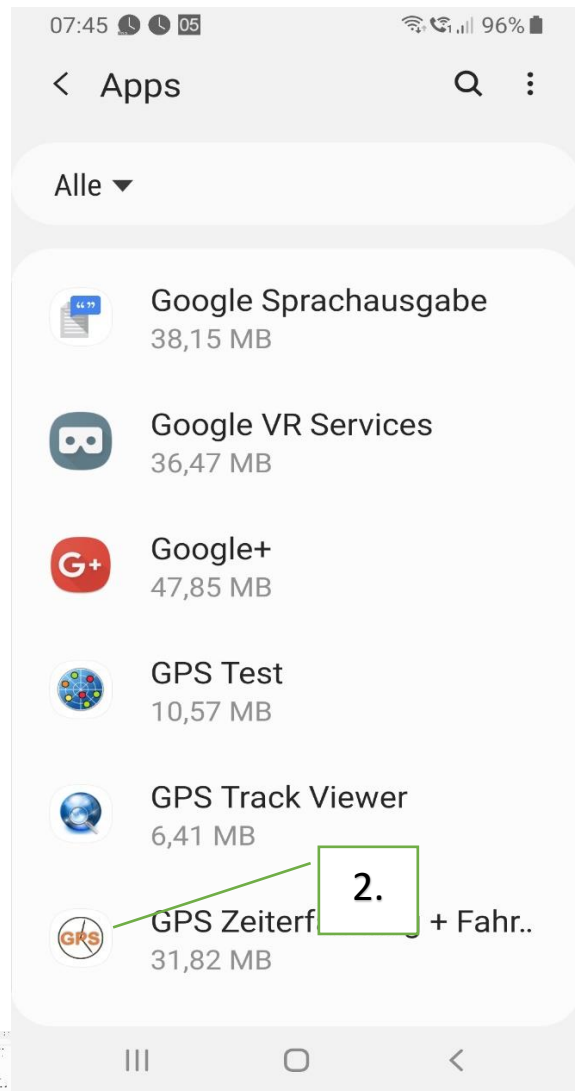 07:45 05 96%
Apps
Alle
Google Sprachausgabe
38,15 MB
Google VR Services
36,47 MB
G+ Google+
47,85 MB
GPS Test
10,57 MB
GPS Track Viewer
6,41 MB
2.
GPS GPS + Fahr..
31,82 MB